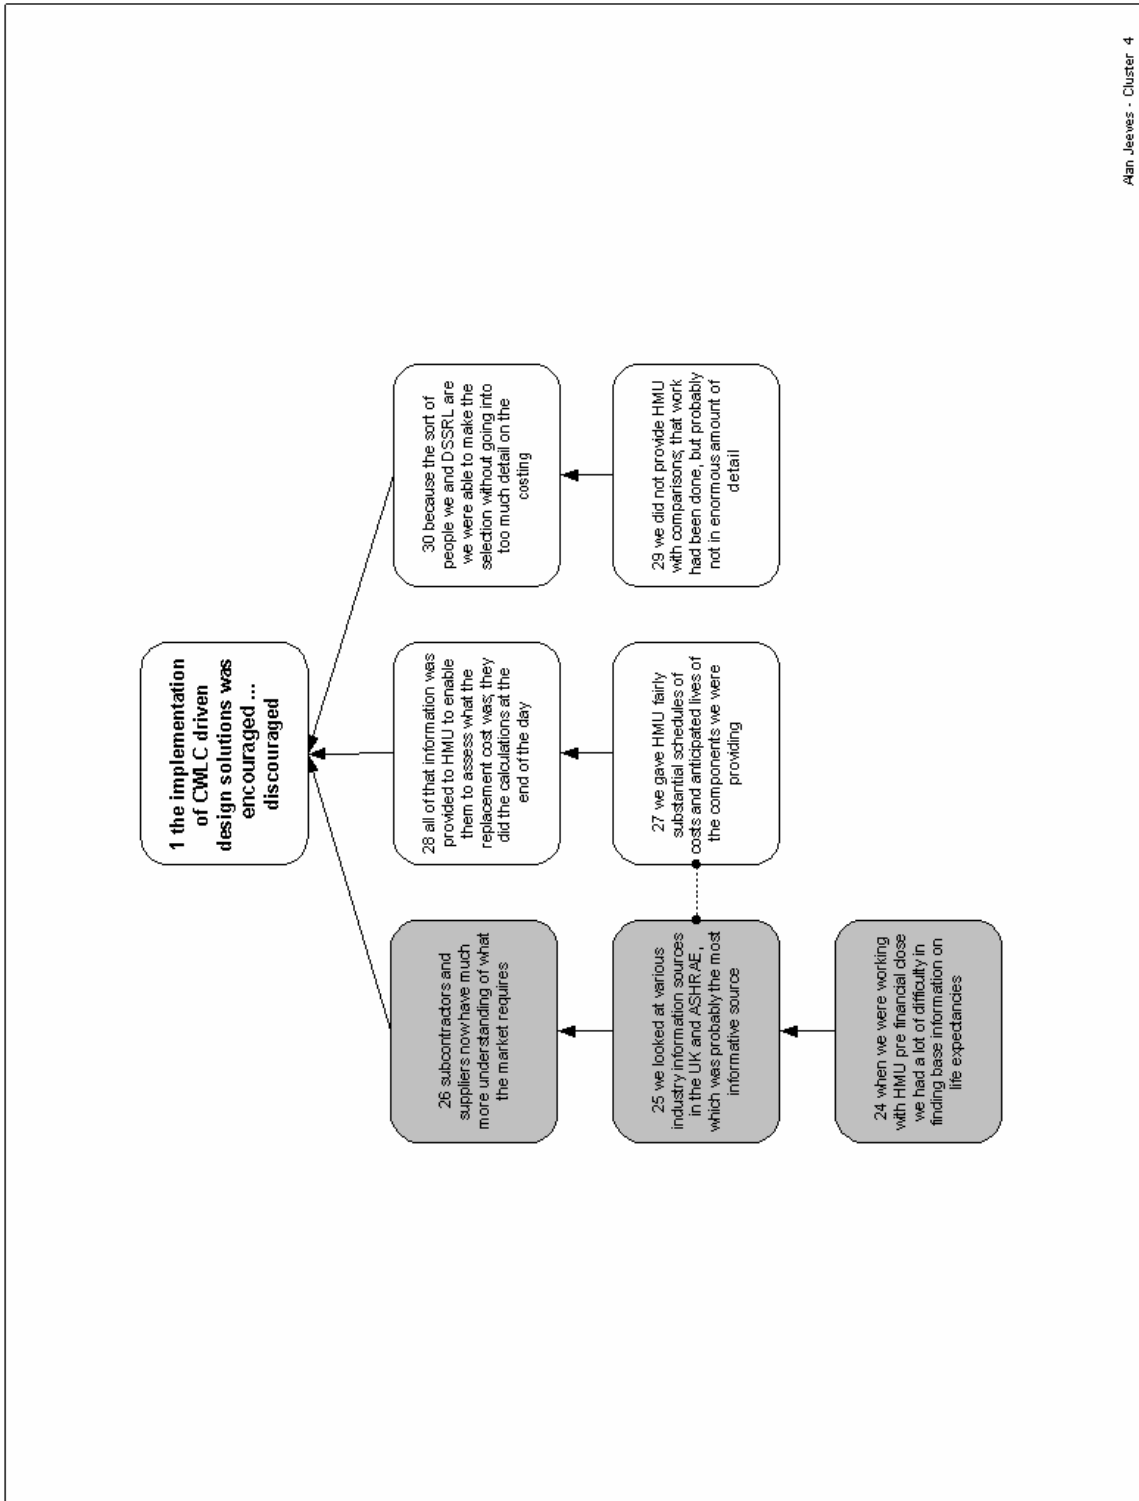 1 the implementation
of CWLC driven
design solutions was
encouraged ...
discouraged
26 subcontractors and
suppliers now have much
more understanding of what
the market requires
28 all of that information was
provided to HMU to enable
them to assess what the
replacement cost was; they
did the calculations at the
end of the day
30 because the sort of
people we and DSSRL are
we were able to make the
selection without going into
too much detail on the
costing
25 we looked at various
industry information sources
in the UK and ASHRAE,
which was probably the most
informative source
27 we gave HMU fairly
substantial schedules of
costs and anticipated lives of
the components we were
providing
29 we did not provide HMU
with comparisons; that work
had been done, but probably
not in enormous amount of
detail
24 when we were working
with HMU pre financial close
we had a lot of difficulty in
finding base information on
life expectancies
Alan Jeeves - Cluster 4